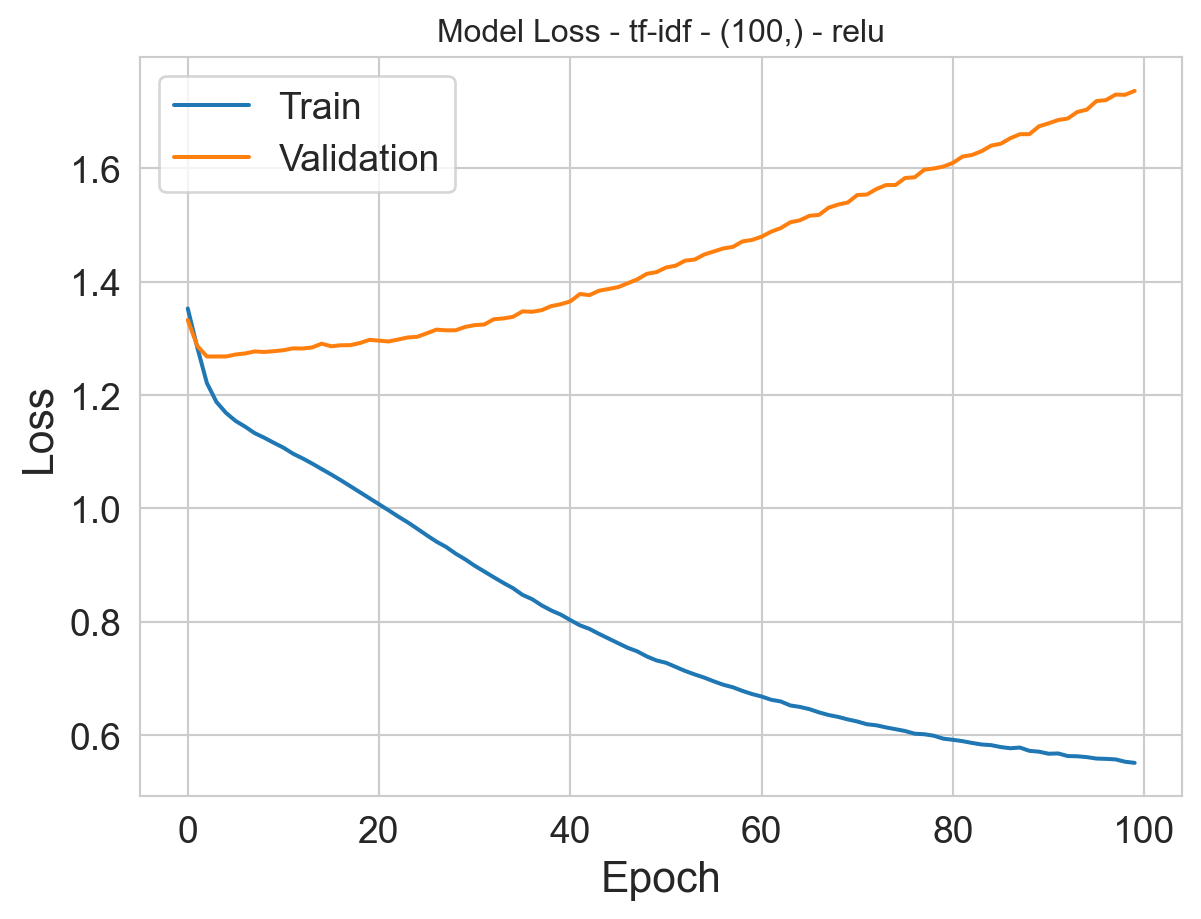 Model Loss - tf-idf - (100,) - relu
Train
Validation
1.6
1.4
1.2
1.0
0.8
0.6
Loss
0 20 40 60 80 100
Epoch